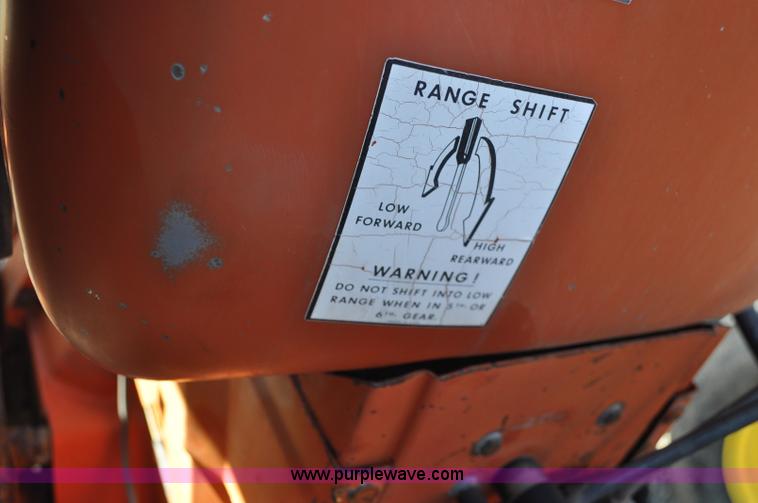 RANGE SHIFT
LOW
FORWARD
HIGH
REARWARD
WARNING!
DO NOT SHIFT INTO LOW
RANGE WHEN IN 5TH. OR
6TH. GEAR.
www.purplewave.com